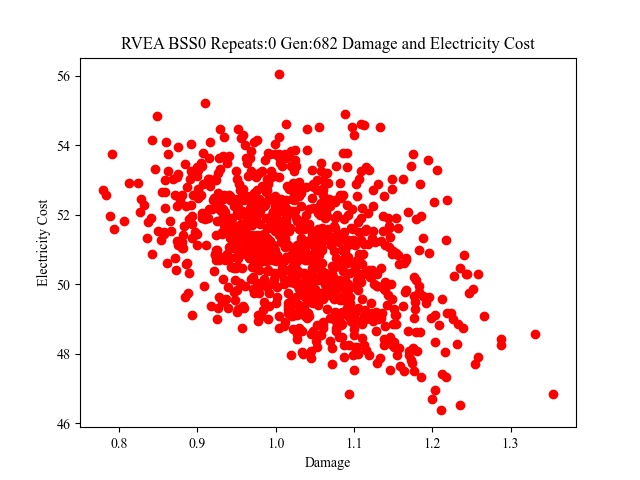 RVEA BSS0 Repeats:0 Gen:682 Damage and Electricity Cost
56
54
52
50
48
46
Electricity Cost
0.8 0.9 1.0 1.1 1.2 1.3
Damage